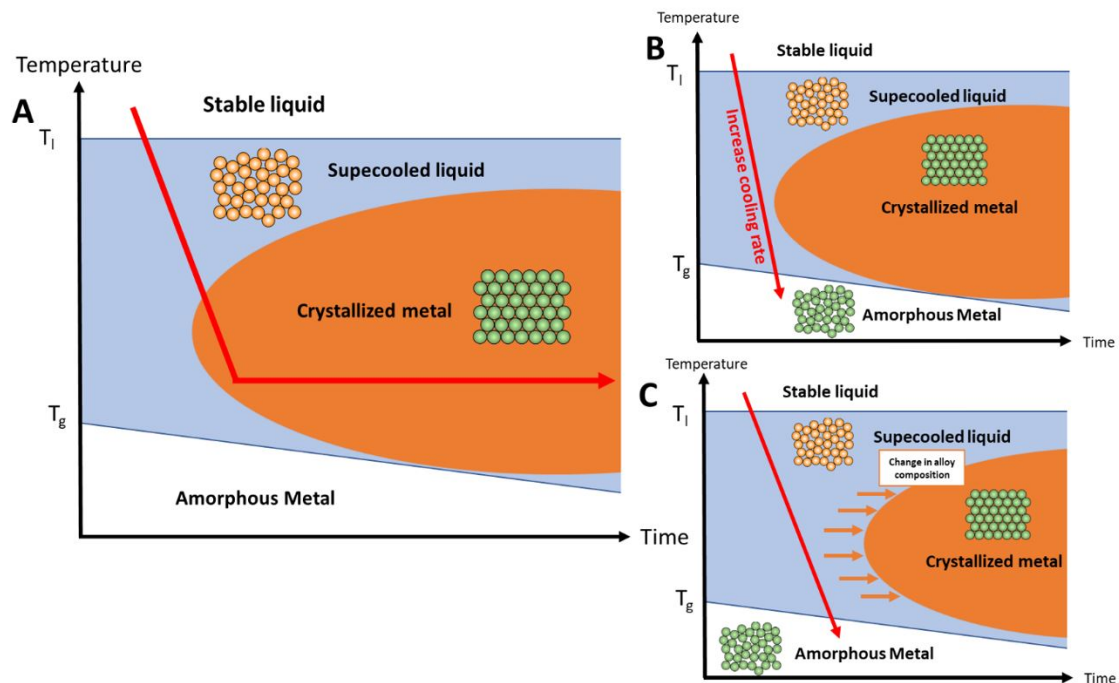 A
Temperature
Stable liquid
Tl
Supecooled liquid
Crystallized metal
Tg
Amorphous Metal
Time
B
Temperature
Stable liquid
Tl
Supecooled liquid
Increase cooling rate
Crystallized metal
Tg
Amorphous Metal
Time
C
Temperature
Stable liquid
Tl
Supecooled liquid
Change in alloy
composition
Crystallized metal
Tg
Amorphous Metal
Time